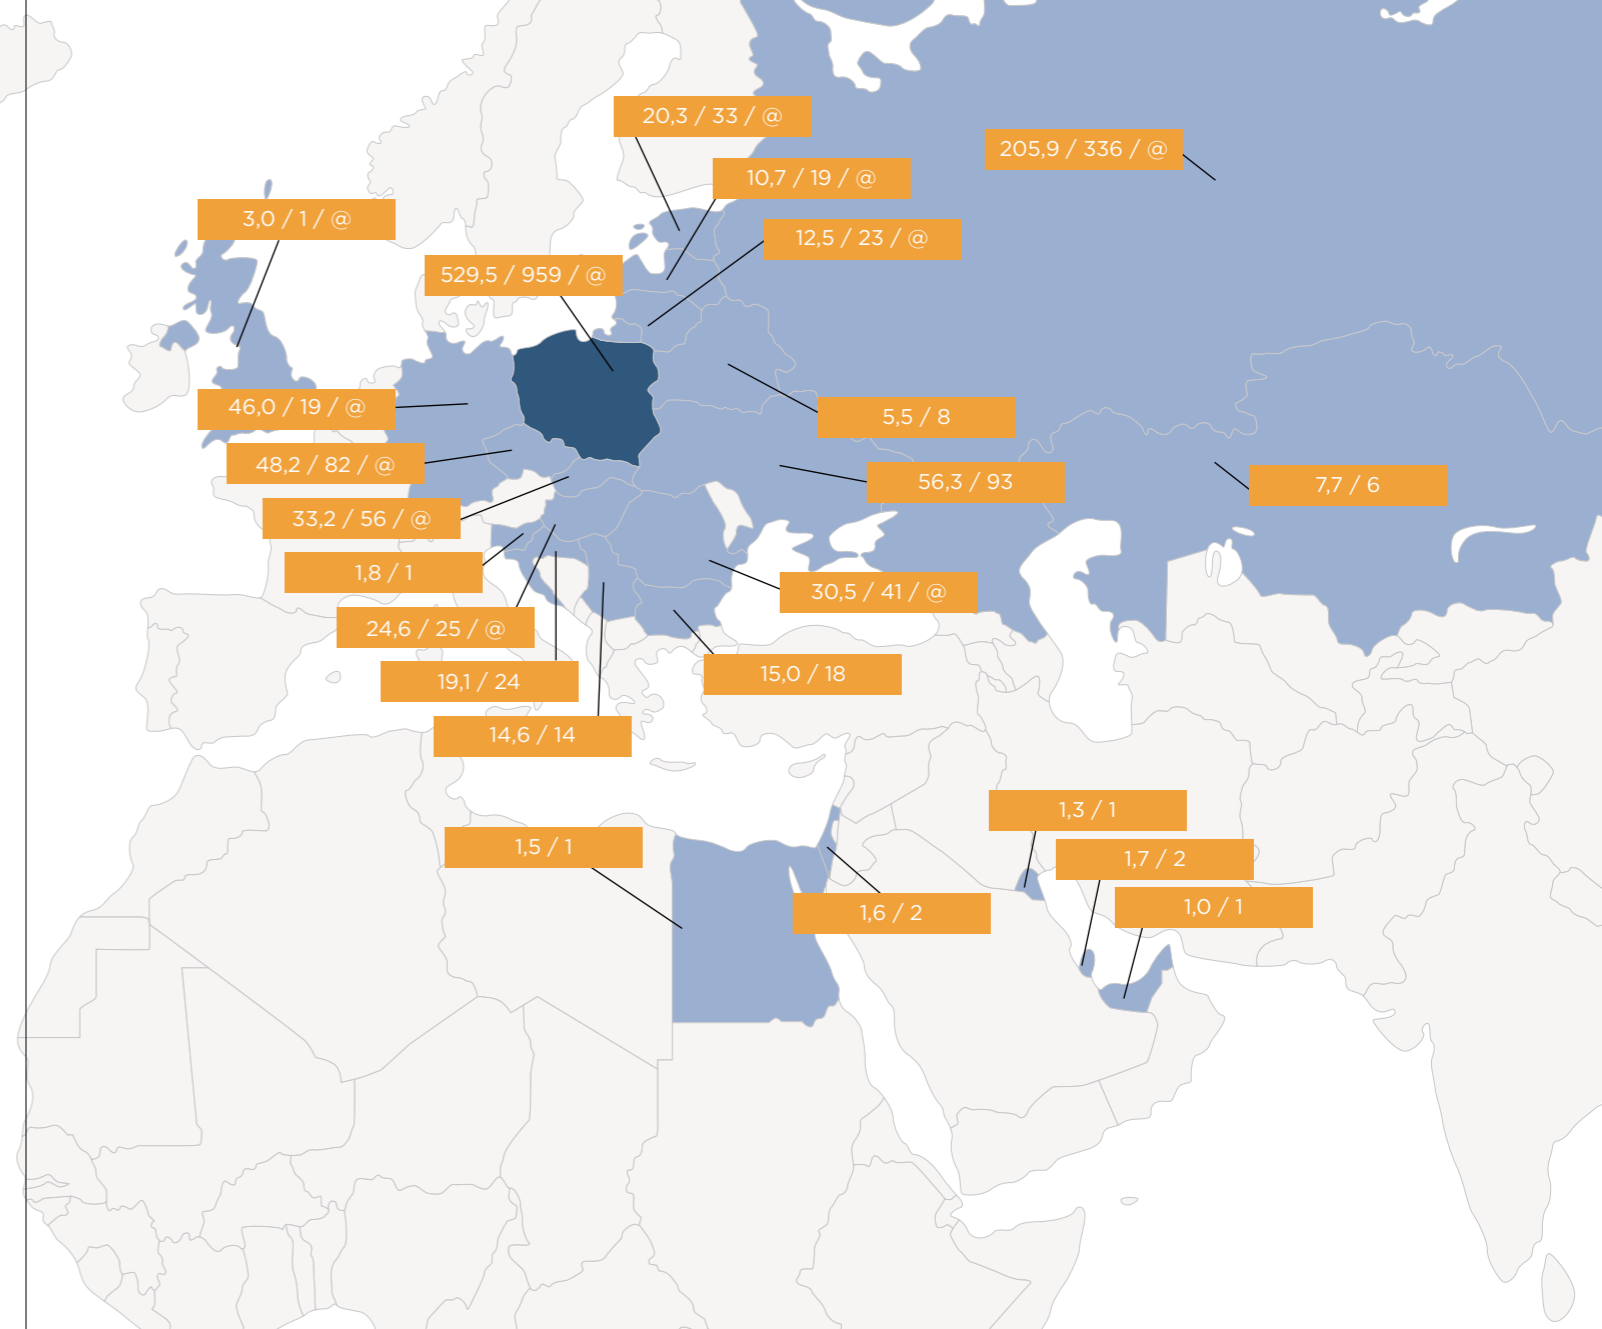 20,3 / 33 / @
205,9 / 336 / @
10,7 / 19 / @
3,0 / 1 / @
12,5 / 23 / @
529,5 / 959 / @
46,0 / 19 / @
5,5 / 8
48,2 / 82 / @
56,3 / 93
7,7 / 6
33,2 / 56 / @
1,8 / 1
30,5 / 41 / @
24,6 / 25 / @
15,0 / 18
19,1 / 24
14,6 / 14
1,3 / 1
1,5 / 1
1,7 / 2
1,6 / 2
1,0 / 1